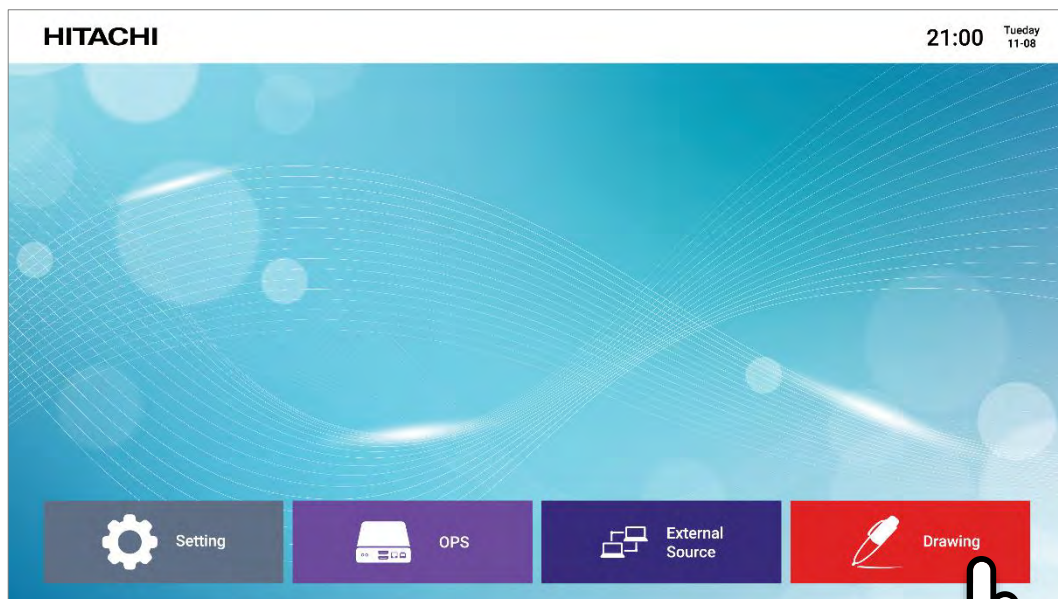 HITACHI
21:00
Tueday
11-08
Setting
OPS
External
Source
Drawing